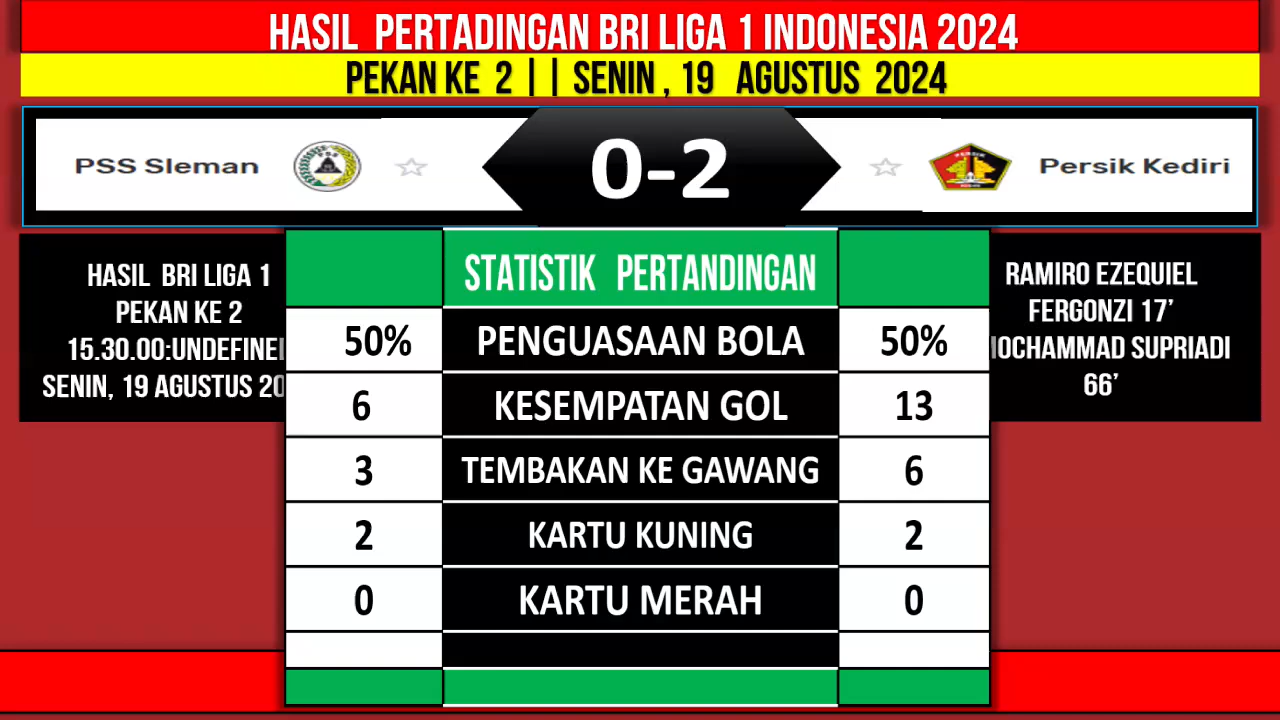 HASIL PERTADINGAN BRI LIGA 1 INDONESIA 2024
PEKAN KE 2 || SENIN , 19 AGUSTUS 2024
PSS Sleman
0-2
PERSIK
Persik Kediri
HASIL BRI LIGA 1
PEKAN KE 2
15.30.00:UNDEFINE
SENIN, 19 AGUSTUS 20
RAMIRO EZEQUIEL
FERGONZI 17’
OCHAMMAD SUPRIADI
66’
STATISTIK PERTANDINGAN
50% PENGUASAAN BOLA 50%
6 KESEMPATAN GOL 13
3 TEMBAKAN KE GAWANG 6
2 KARTU KUNING 2
0 KARTU MERAH 0